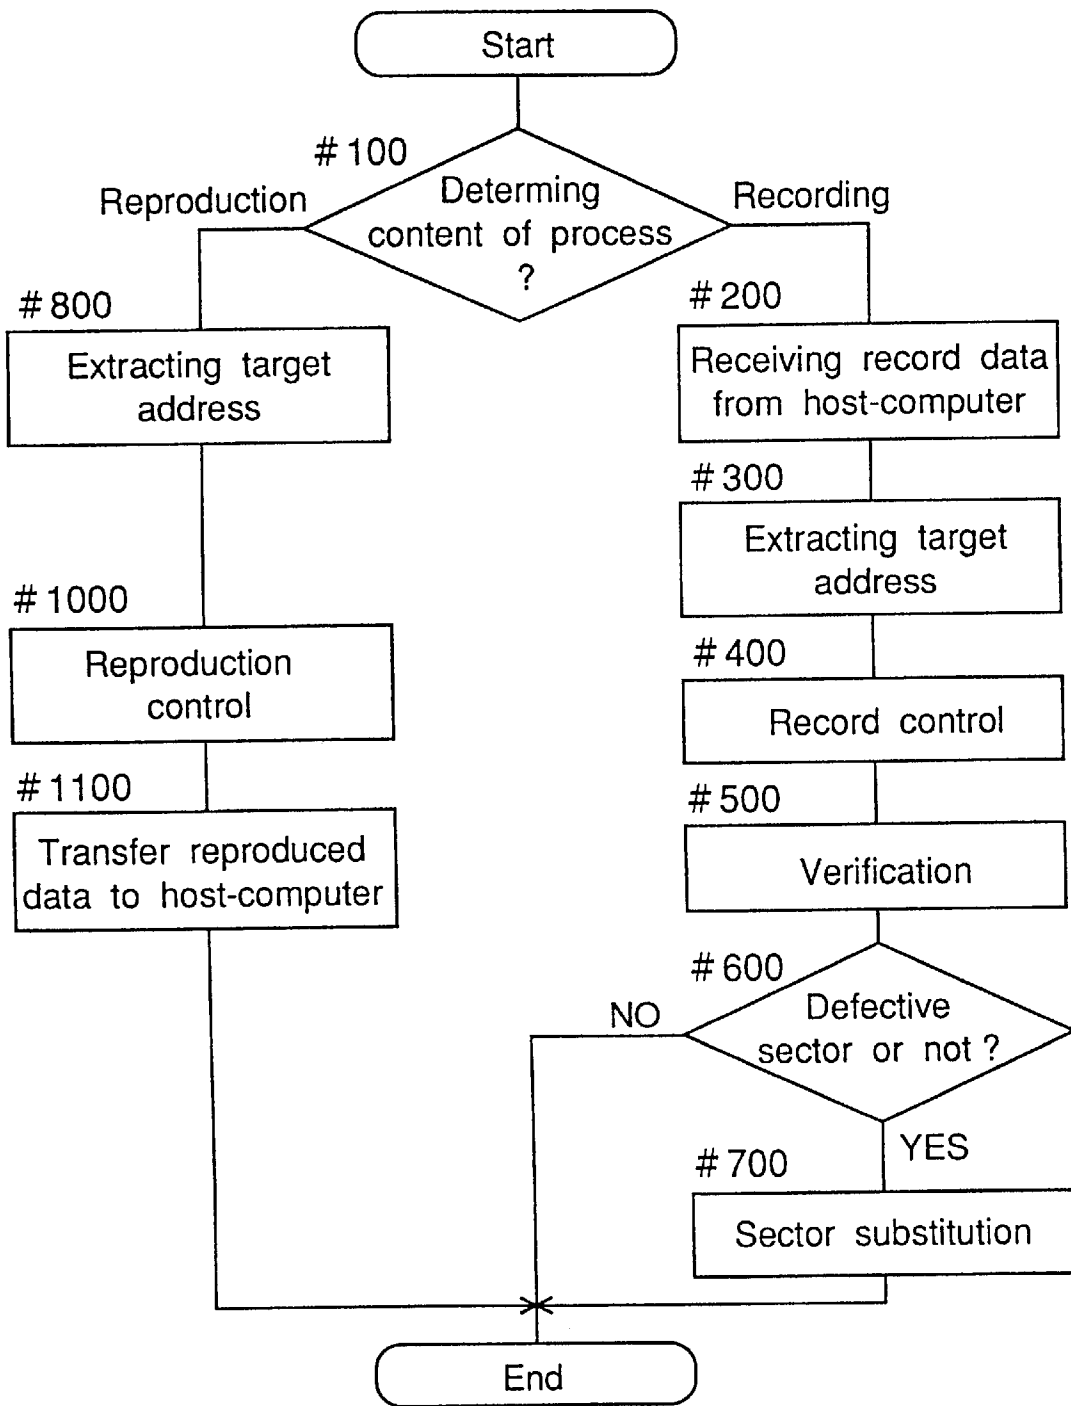 Start
# 100
Determing
content of process
?
Reproduction
Recording
# 800
Extracting target
address
# 1000
Reproduction
control
# 1100
Transfer reproduced
data to host-computer
# 200
Receiving record data
from host-computer
# 300
Extracting target
address
# 400
Record control
# 500
Verification
# 600
Defective
sector or not ?
NO
YES
# 700
Sector substitution
End